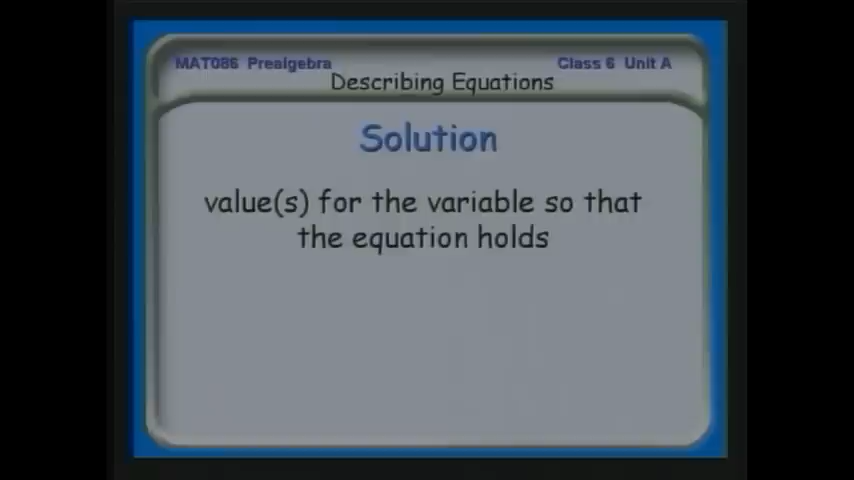 MAT086 Prealgebra
Class 6 Unit A
Describing Equations
Solution
value(s) for the variable so that
the equation holds